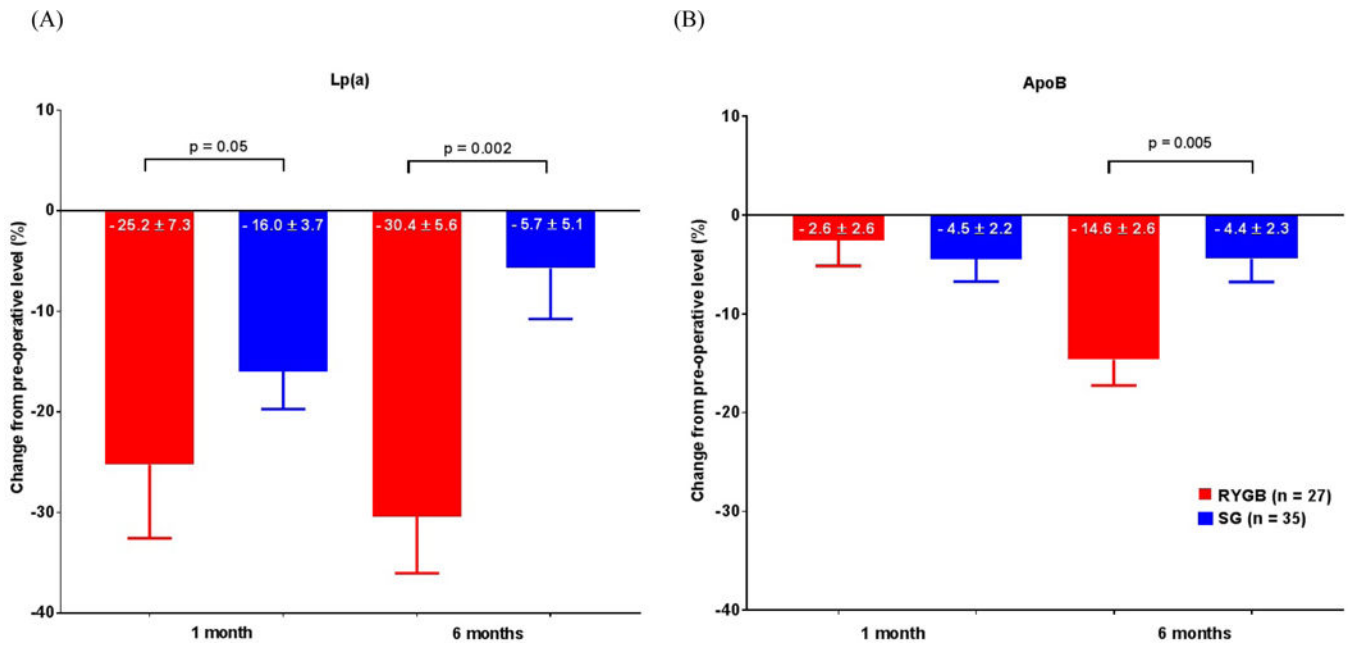 (A)
Lp(a)
Change from pre-operative level (%)
10
0
-10
-20
-30
-40
p = 0.05
p = 0.002
- 25.2 ± 7.3
- 16.0 ± 3.7
- 30.4 ± 5.6
- 5.7 ± 5.1
1 month
6 months
(B)
ApoB
Change from pre-operative level (%)
10
0
-10
-20
-30
-40
p = 0.005
- 2.6 ± 2.6
- 4.5 ± 2.2
- 14.6 ± 2.6
- 4.4 ± 2.3
RYGB (n = 27)
SG (n = 35)
1 month
6 months